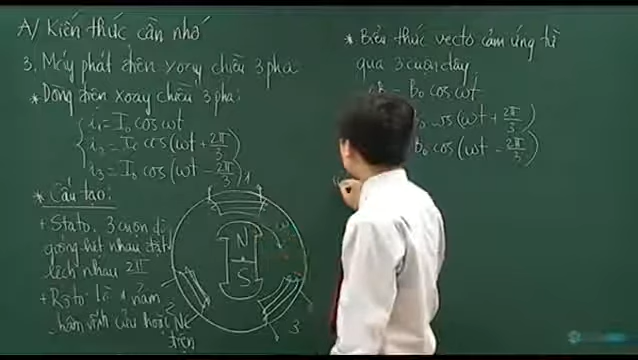 A/ Kiến thức cần nhớ
3. Máy phát điện xoay chiều 3 pha
* Dòng điện xoay chiều 3 pha:
i₁ = I₀ cos ωt
i₂ = I₀ cos (ωt + 2π/3)
i₃ = I₀ cos (ωt - 2π/3)
* Cấu tạo:
+ Stato: 3 cuộn dây
giống hệt nhau đặt
lệch nhau 2π
+ Rôto: là 1 nam
châm vĩnh cửu hoặc NC
điện
1
N
S
2
3
* Biểu thức vectơ cảm ứng từ
qua 3 cuộn dây
B = B₀ cos ωt
B₀ cos (ωt + 2π/3)
B₀ cos (ωt - 2π/3)